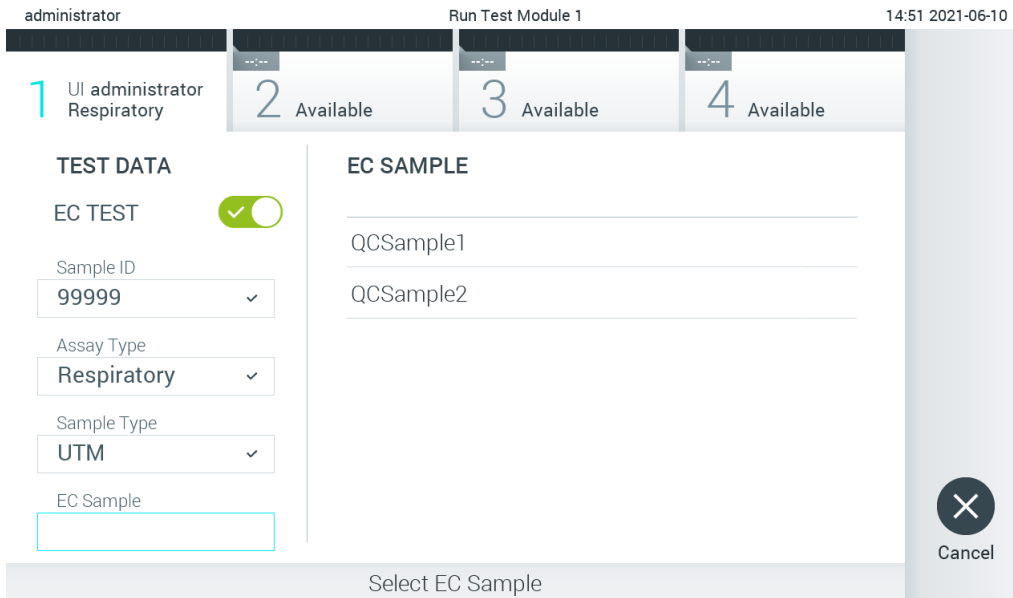 administrator Run Test Module 1 14:51 2021-06-10
--:-- --:-- --:--
1 UI administrator
Respiratory
2 Available
3 Available
4 Available
TEST DATA
EC TEST
Sample ID
99999
Assay Type
Respiratory
Sample Type
UTM
EC Sample
EC SAMPLE
QCSample1
QCSample2
Cancel
Select EC Sample